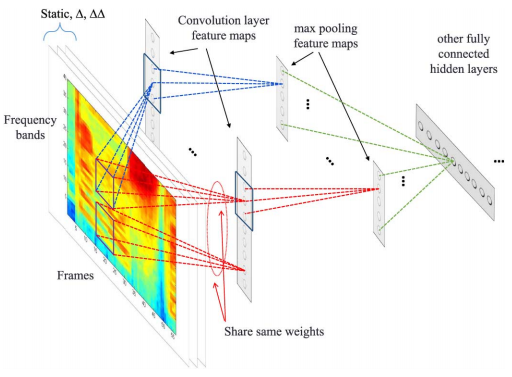 Static, Δ, ΔΔ
Convolution layer
feature maps
max pooling
feature maps
other fully
connected
hidden layers
Frequency
bands
...
...
...
...
...
Frames
Share same weights